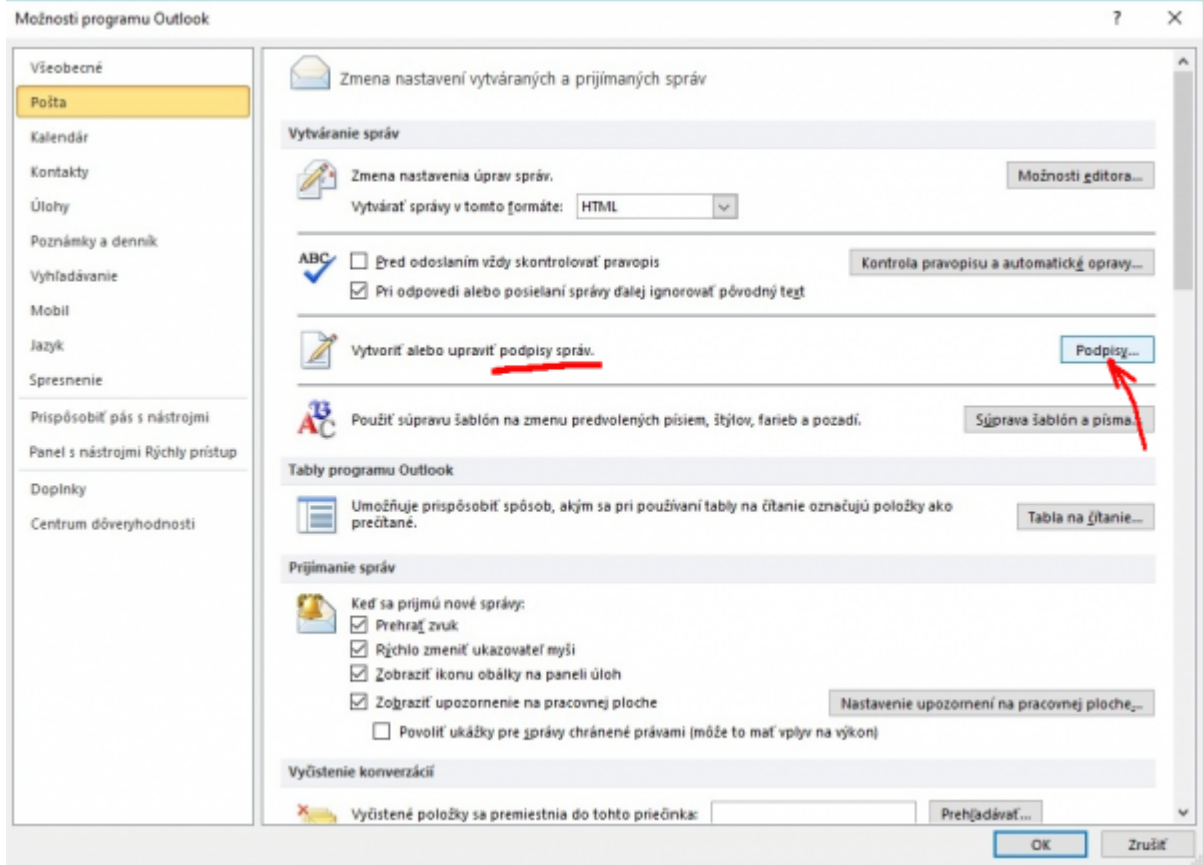 Možnosti programu Outlook
?
Všeobecné
Pošta
Kalendár
Kontakty
Úlohy
Poznámky a denník
Vyhľadávanie
Mobil
Jazyk
Spresnenie
Prispôsobiť pás s nástrojmi
Panel s nástrojmi Rýchly prístup
Doplnky
Centrum dôveryhodnosti
Zmena nastavení vytváraných a prijímaných správ
Vytváranie správ
Zmena nastavenia úprav správ.
Možnosti editora...
Vytvárať správy v tomto formáte: HTML
ABC
Pred odoslaním vždy skontrolovať pravopis
Kontrola pravopisu a automatické opravy...
Pri odpovedi alebo posielaní správy ďalej ignorovať pôvodný text
Vytvoriť alebo upraviť podpisy správ.
Podpisy...
Použiť súpravu šablón na zmenu predvolených písiem, štýlov, farieb a pozadí.
Súprava šablón a písma...
Tably programu Outlook
Umožňuje prispôsobiť spôsob, akým sa pri používaní tably na čítanie označujú položky ako
prečítané.
Tabla na čítanie...
Prijímanie správ
Keď sa prijmú nové správy:
Prehrať zvuk
Rýchlo zmeniť ukazovateľ myši
Zobraziť ikonu obálky na paneli úloh
Zobraziť upozornenie na pracovnej ploche
Nastavenie upozornení na pracovnej ploche...
Povoliť ukážky pre správy chránené právami (môže to mať vplyv na výkon)
Vyčistenie konverzácií
Vyčistené položky sa premiestnia do tohto priečinka:
Prehľadávať...
OK
Zrušiť